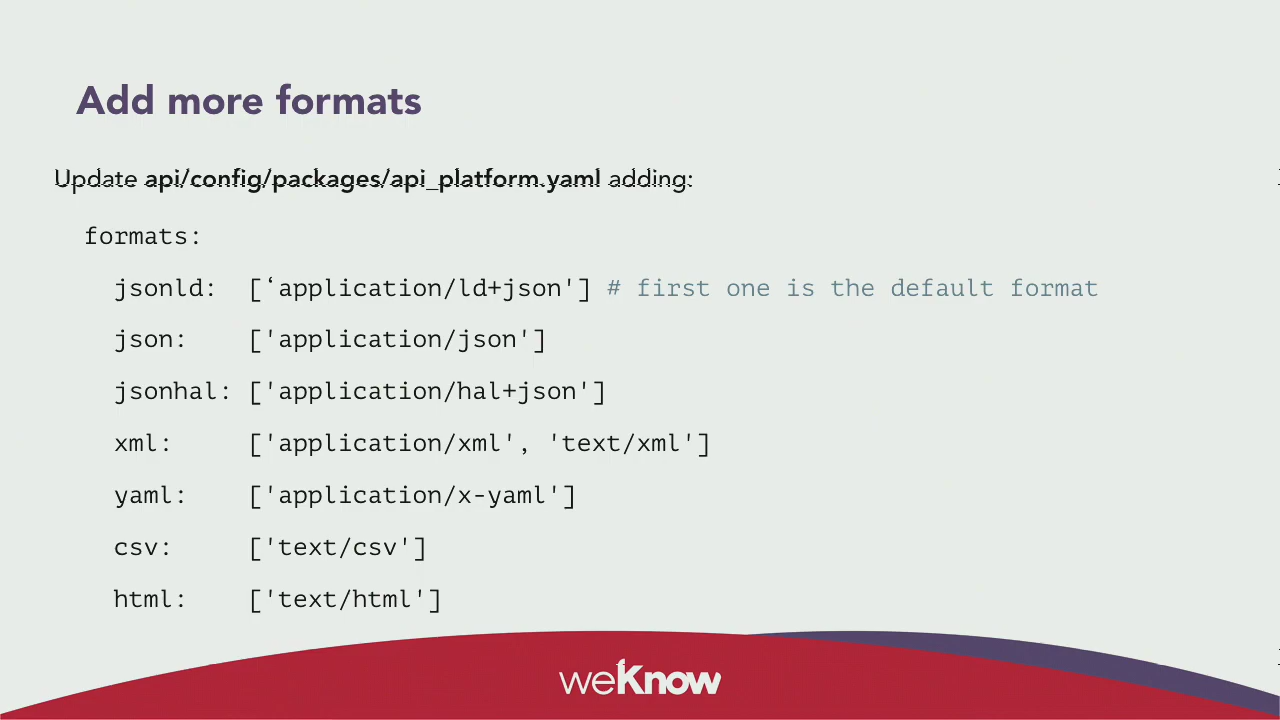 Add more formats
Update api/config/packages/api_platform.yaml adding:
formats:
jsonld: [‘application/ld+json'] # first one is the default format
json: ['application/json']
jsonhal: ['application/hal+json']
xml: ['application/xml', 'text/xml']
yaml: ['application/x-yaml']
csv: ['text/csv']
html: ['text/html']
weKnow